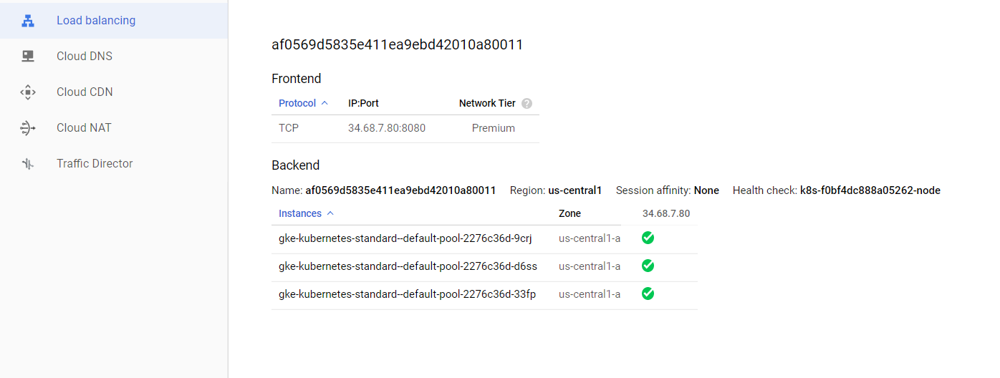 Load balancing
Cloud DNS
Cloud CDN
Cloud NAT
Traffic Director
af0569d5835e411ea9ebd42010a80011
Frontend
Protocol IP:Port Network Tier ?
TCP 34.68.7.80:8080 Premium
Backend
Name: af0569d5835e411ea9ebd42010a80011 Region: us-central1 Session affinity: None Health check: k8s-f0bf4dc888a05262-node
Instances Zone 34.68.7.80
gke-kubernetes-standard--default-pool-2276c36d-9crj us-central1-a
gke-kubernetes-standard--default-pool-2276c36d-d6ss us-central1-a
gke-kubernetes-standard--default-pool-2276c36d-33fp us-central1-a